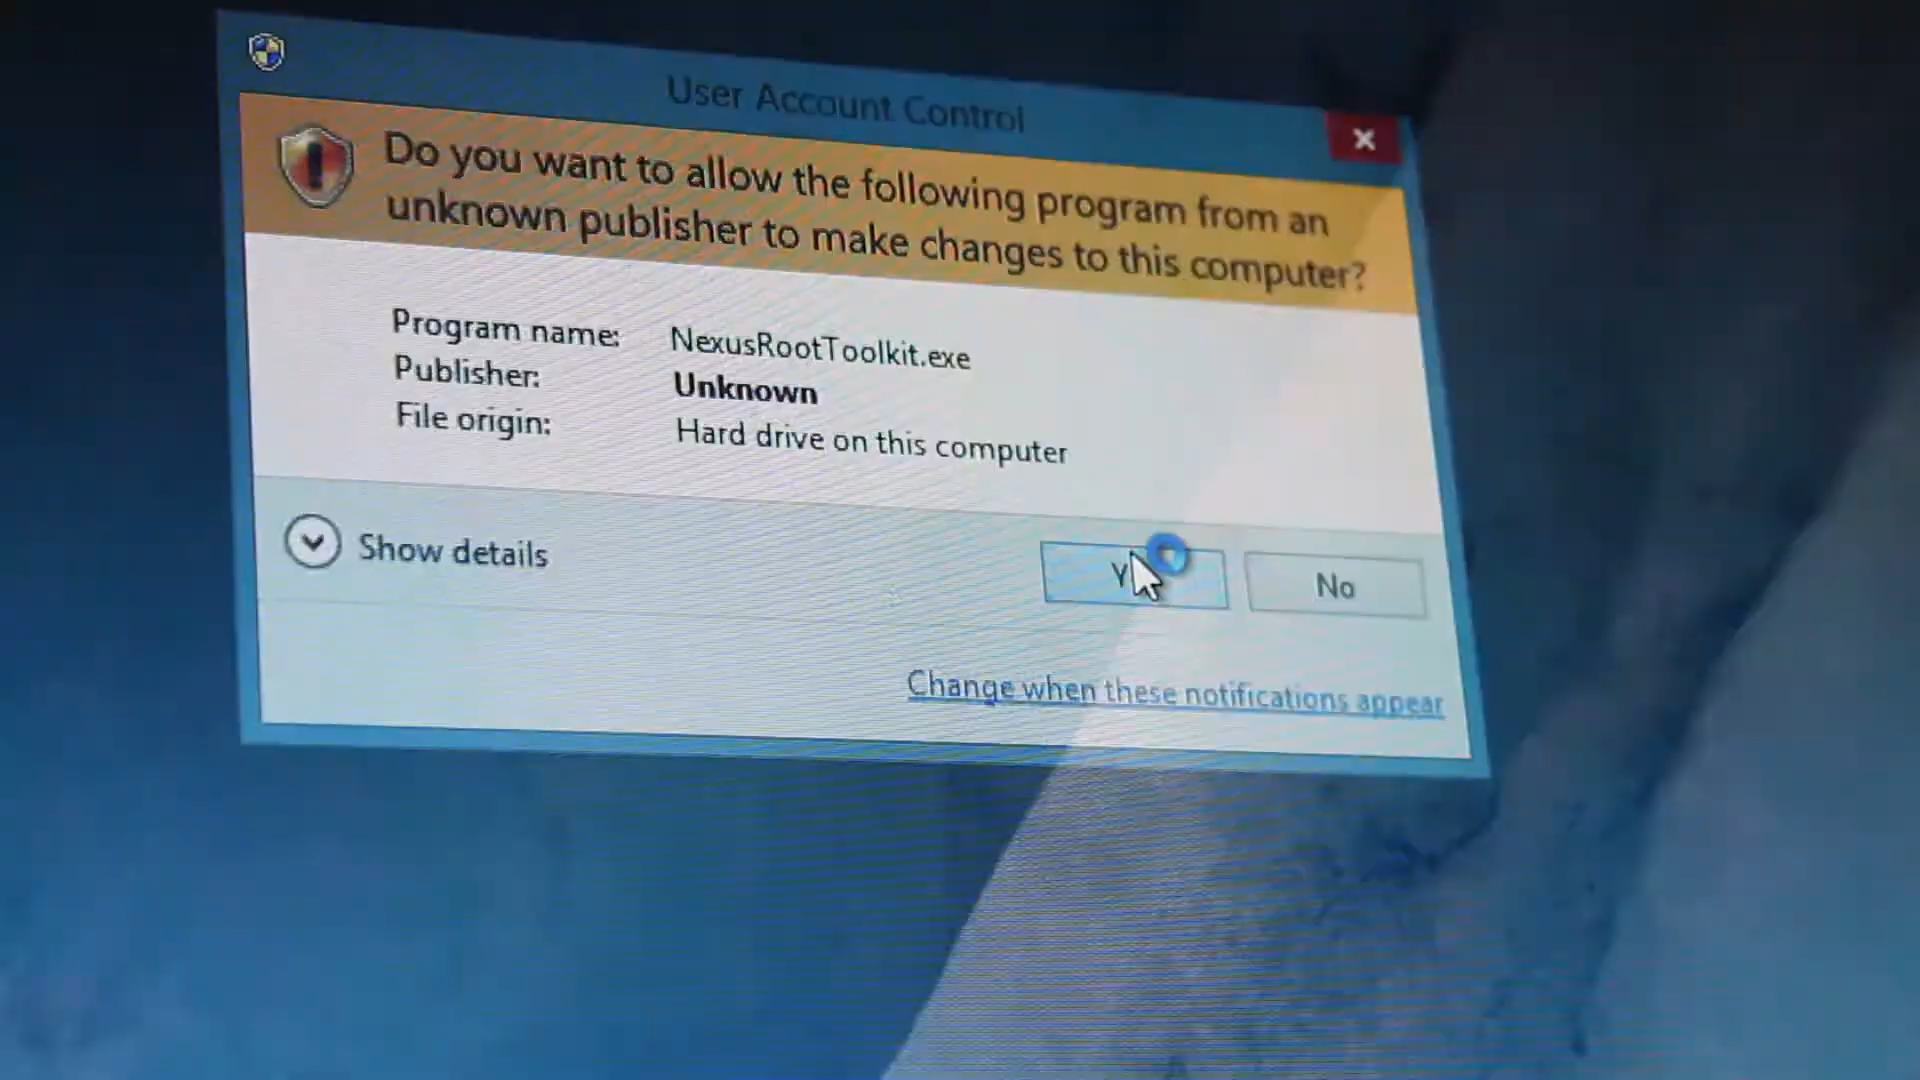 User Account Control
Do you want to allow the following program from an
unknown publisher to make changes to this computer?
Program name: NexusRootToolkit.exe
Publisher: Unknown
File origin: Hard drive on this computer
Show details
No
Change when these notifications appear